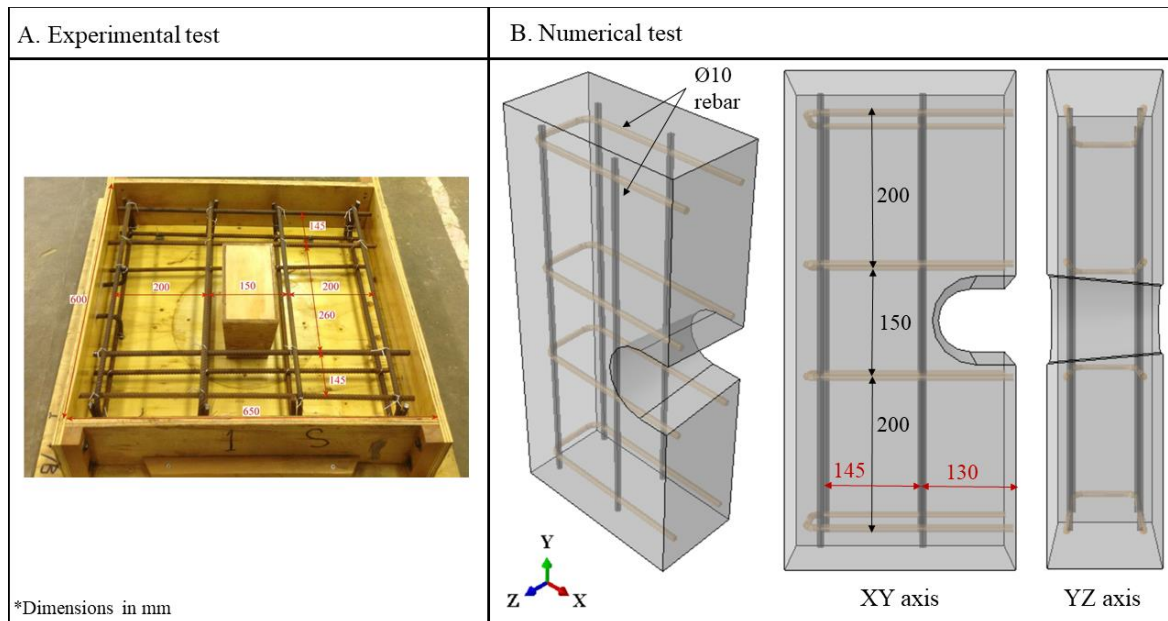 A. Experimental test
B. Numerical test
145
600
200
150
200
260
145
650
1 S
*Dimensions in mm
Ø10
rebar
Y
Z
X
200
150
200
145
130
XY axis
YZ axis